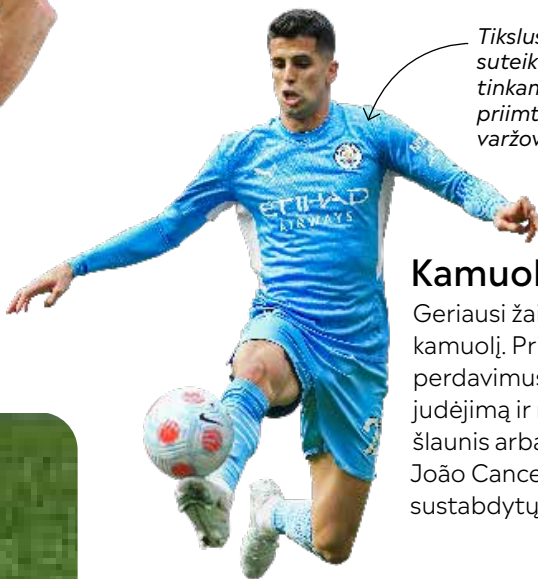 Tikslus
suteik
tinkan
priimt
varžov
ETIHAD
AIRWAYS
Kamuol
Geriausi žai
kamuolį. Pr
perdavimus
judėjimą ir
šlaunis arba
João Cance
sustabdytų